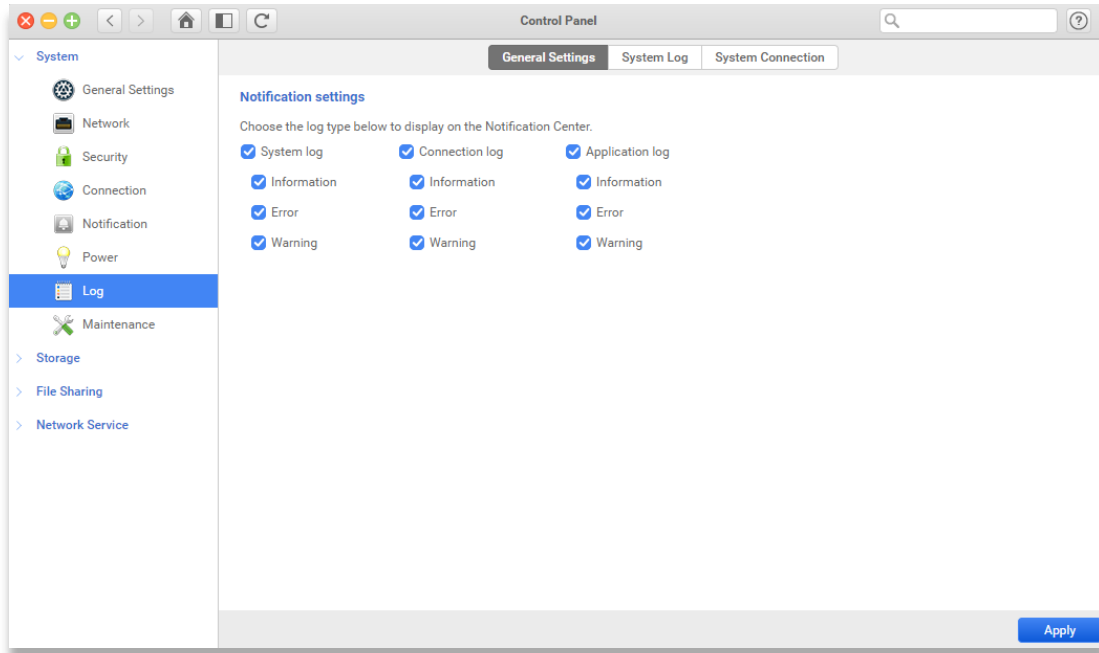 Control Panel
System
General Settings
Network
Security
Connection
Notification
Power
Log
Maintenance
Storage
File Sharing
Network Service
General Settings System Log System Connection
Notification settings
Choose the log type below to display on the Notification Center.
System log Connection log Application log
Information Information Information
Error Error Error
Warning Warning Warning
Apply